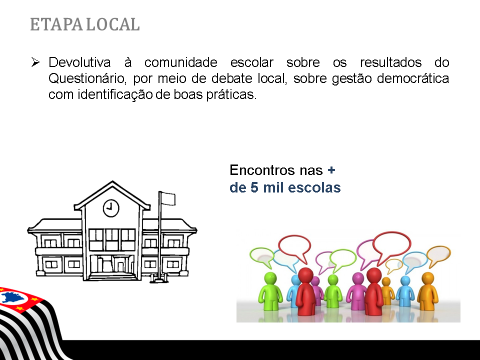 ETAPA LOCAL
➢ Devolutiva à comunidade escolar sobre os resultados do
Questionário, por meio de debate local, sobre gestão democrática
com identificação de boas práticas.
Encontros nas +
de 5 mil escolas